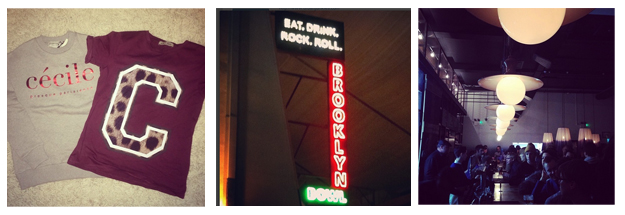 cécile
C
EAT. DRINK.
ROCK. ROLL.
BROOKLYN
BOWL